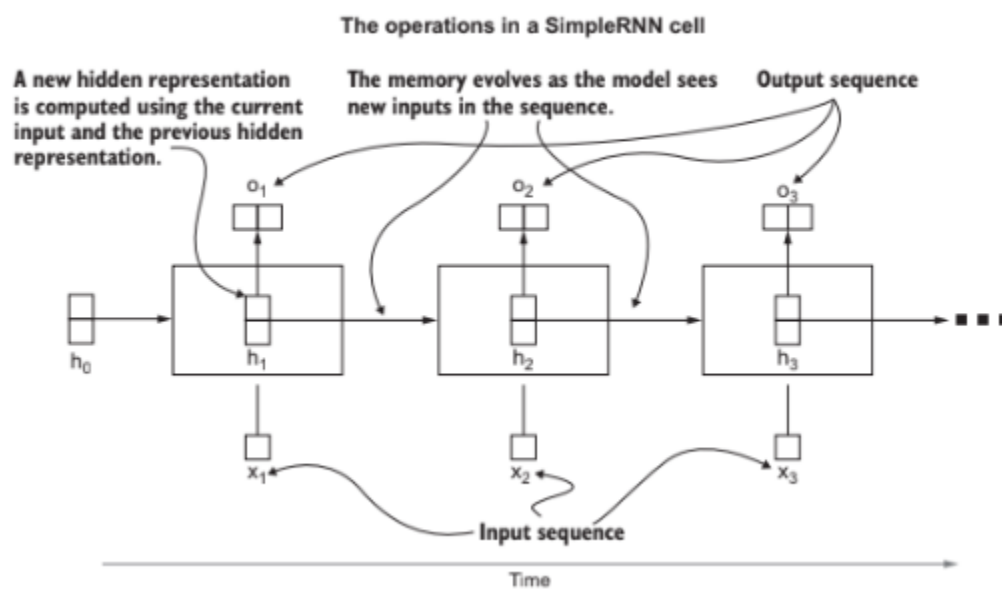 The operations in a SimpleRNN cell
A new hidden representation
is computed using the current
input and the previous hidden
representation.
The memory evolves as the model sees
new inputs in the sequence.
Output sequence
o₁
o₂
o₃
h₀
h₁
h₂
h₃
x₁
x₂
x₃
Input sequence
Time